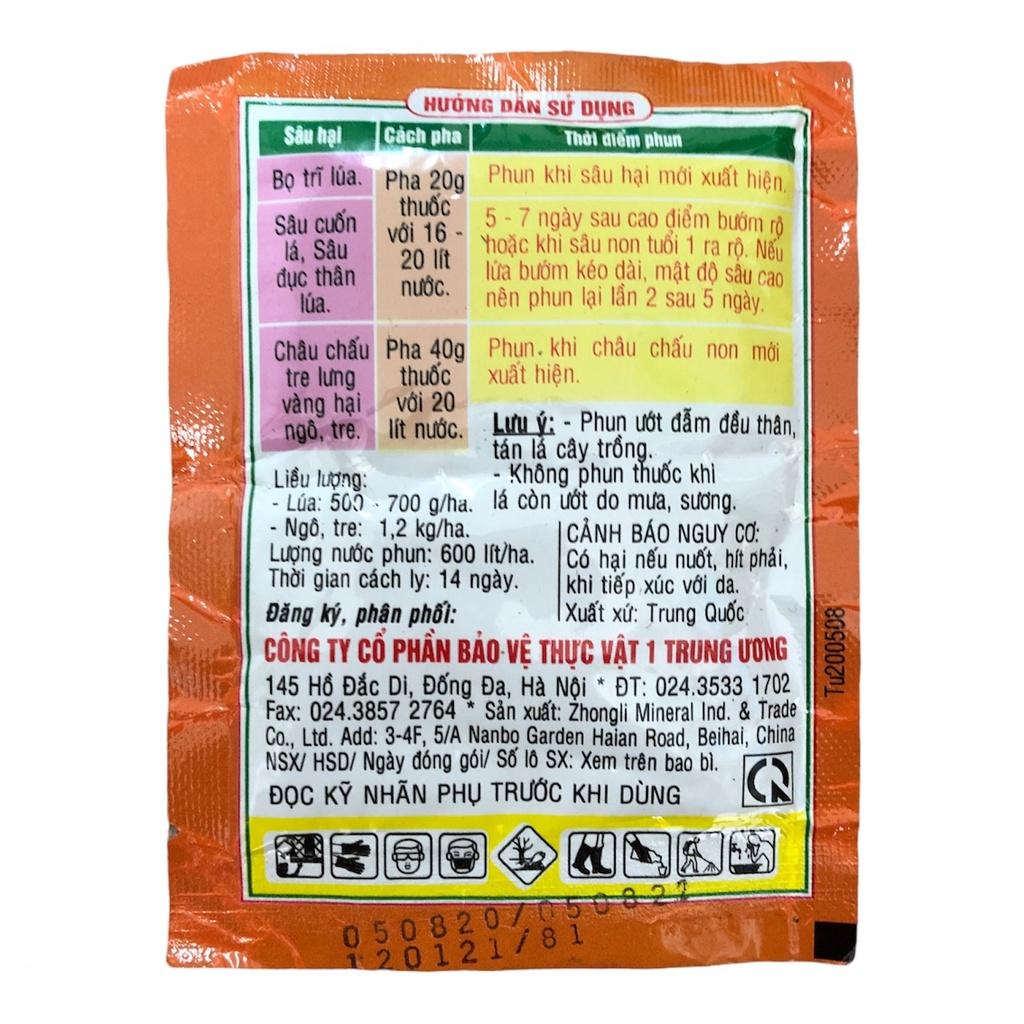 HƯỚNG DẪN SỬ DỤNG
Sâu hại
Cách pha
Thời điểm phun
Bọ trĩ lúa.
Pha 20g
thuốc
với 16 -
20 lít
nước.
Phun khi sâu hại mới xuất hiện.
Sâu cuốn
lá, Sâu
đục thân
lúa.
5 - 7 ngày sau cao điểm bướm rộ
hoặc khi sâu non tuổi 1 ra rộ. Nếu
lứa bướm kéo dài, mật độ sâu cao
nên phun lại lần 2 sau 5 ngày.
Châu chấu
tre lưng
vàng hại
ngô, tre.
Pha 40g
thuốc
với 20
lít nước.
Phun khi châu chấu non mới
xuất hiện.
Lưu ý: - Phun ướt đẫm đều thân,
tán lá cây trồng.
- Không phun thuốc khi
lá còn ướt do mưa, sương.
Liều lượng:
- Lúa: 500 - 700 g/ha.
- Ngô, tre: 1,2 kg/ha.
Lượng nước phun: 600 lít/ha.
Thời gian cách ly: 14 ngày.
CẢNH BÁO NGUY CƠ:
Có hại nếu nuốt, hít phải,
khi tiếp xúc với da.
Xuất xứ: Trung Quốc
Đăng ký, phân phối:
CÔNG TY CỔ PHẦN BẢO VỆ THỰC VẬT 1 TRUNG ƯƠNG
145 Hồ Đắc Di, Đống Đa, Hà Nội * ĐT: 024.3533 1702
Fax: 024.3857 2764 * Sản xuất: Zhongli Mineral Ind. & Trade
Co., Ltd. Add: 3-4F, 5/A Nanbo Garden Haian Road, Beihai, China
NSX/ HSD/ Ngày đóng gói/ Số lô SX: Xem trên bao bì.
ĐỌC KỸ NHÃN PHỤ TRƯỚC KHI DÙNG
Tu200508
050820/050822
120121/81